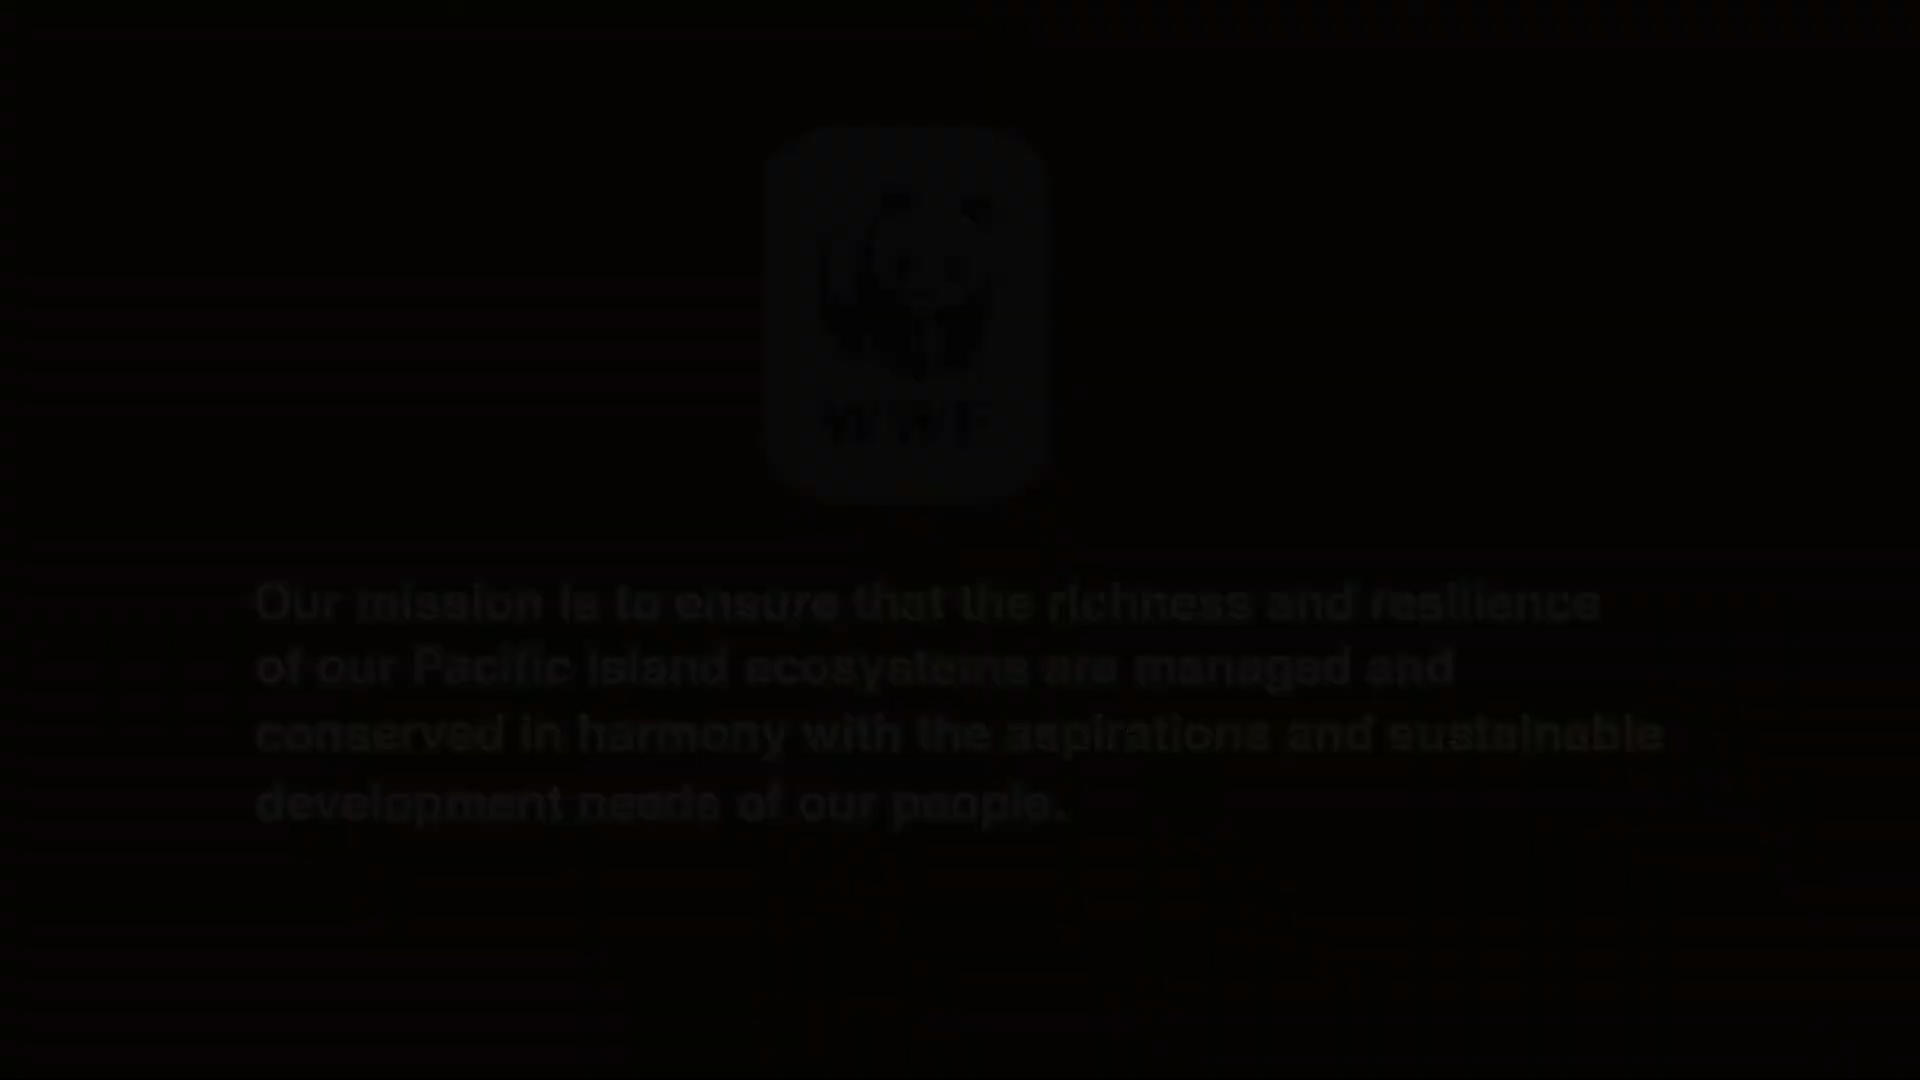 WWF
Our mission is to ensure that the richness and resilience
of our Pacific Island ecosystems are managed and
conserved in harmony with the aspirations and sustainable
development needs of our people.